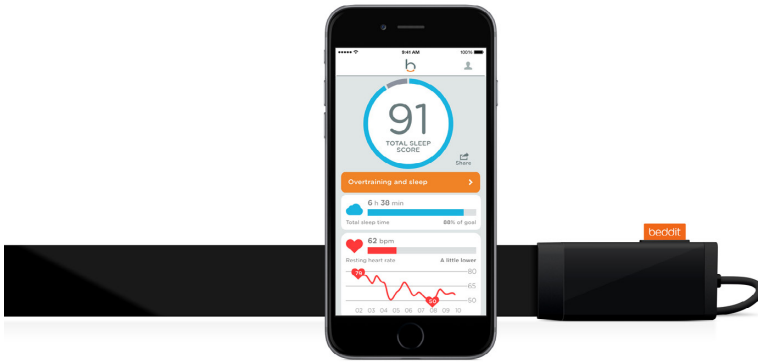 9:41 AM
100%
b
91
TOTAL SLEEP
SCORE
Share
Overtraining and sleep
6 h 38 min
Total sleep time 86% of goal
62 bpm
Resting heart rate A little lower
76
80
65
60
50
02 03 04 05 06 07 08 09 10
beddit